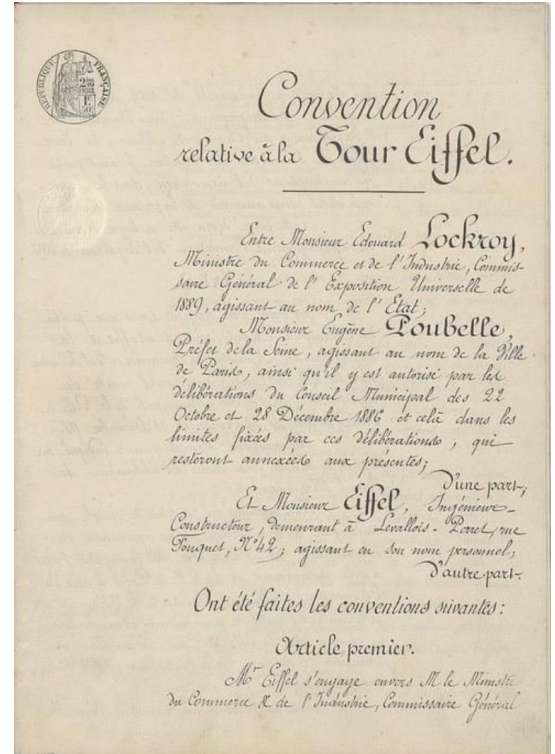 RÉPUBLIQUE FRANÇAISE
Convention
relative à la Tour Eiffel.
Entre Monsieur Edouard Lockroy,
Ministre du Commerce et de l'Industrie, Commis-
saire Général de l'Exposition Universelle de
1889, agissant au nom de l'Etat;
Monsieur Eugène Poubelle,
Préfet de la Seine, agissant au nom de la Ville
de Paris, ainsi qu'il y est autorisé par les
délibérations du Conseil Municipal des 22
Octobre et 28 Décembre 1886 et celà dans les
limites fixées par ces délibérations, qui
resteront annexées aux présentes;
D'une part;
Et Monsieur Eiffel, Ingénieur-
Constructeur, demeurant à Levallois-Perret, rue
Fouquet, N° 42; agissant en son nom personnel;
D'autre part.
Ont été faites les conventions suivantes:
Article premier.
Mr Eiffel s'engage envers M le Ministre
du Commerce & de l'Industrie, Commissaire Général